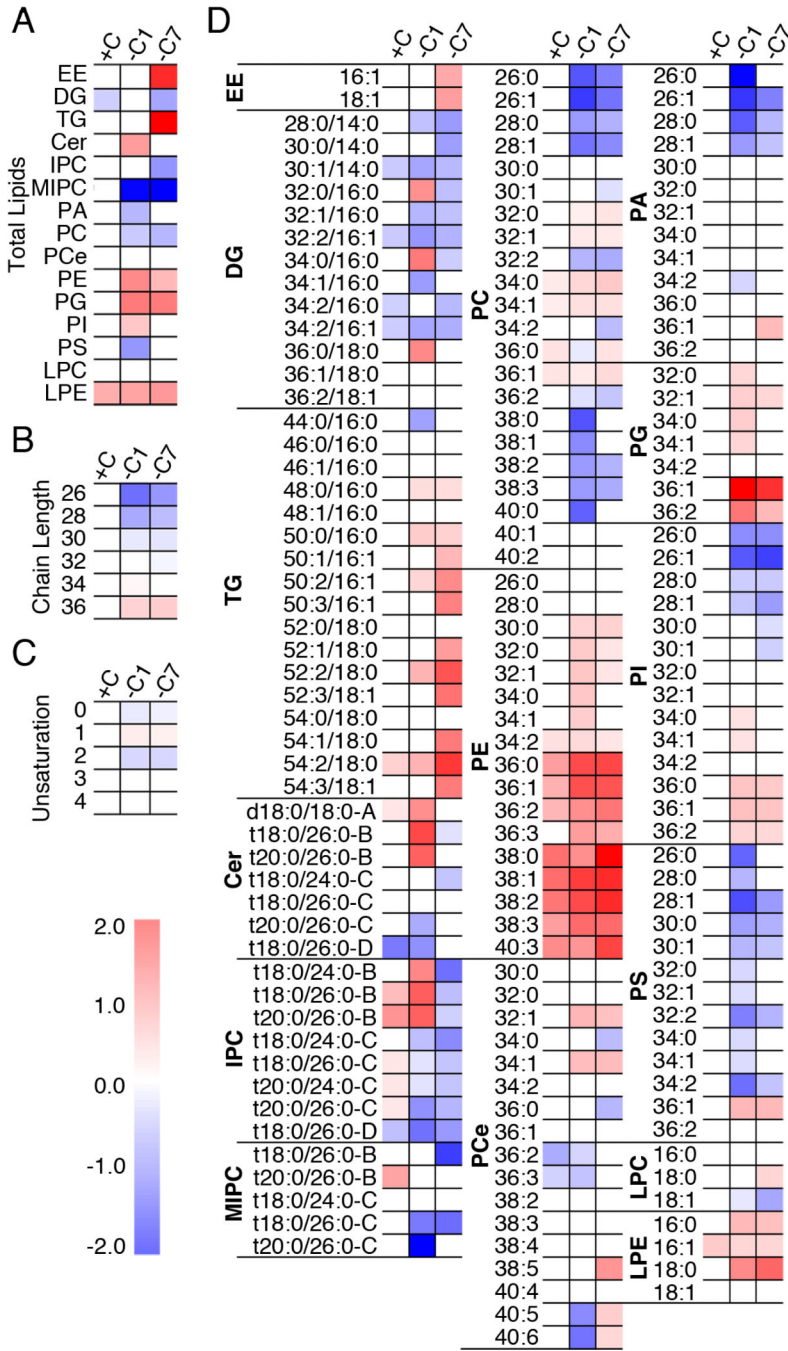 A
+C -C1 -C7
Total Lipids
EE
DG
TG
Cer
IPC
MIPC
PA
PC
PCe
PE
PG
PI
PS
LPC
LPE
B
+C -C1 -C7
Chain Length
26
28
30
32
34
36
C
+C -C1 -C7
Unsaturation
0
1
2
3
4
2.0
1.0
0.0
-1.0
-2.0
D
+C -C1 -C7
EE
16:1
18:1
DG
28:0/14:0
30:0/14:0
30:1/14:0
32:0/16:0
32:1/16:0
32:2/16:1
34:0/16:0
34:1/16:0
34:2/16:0
34:2/16:1
36:0/18:0
36:1/18:0
36:2/18:1
TG
44:0/16:0
46:0/16:0
46:1/16:0
48:0/16:0
48:1/16:0
50:0/16:0
50:1/16:1
50:2/16:1
50:3/16:1
52:0/18:0
52:1/18:0
52:2/18:0
52:3/18:1
54:0/18:0
54:1/18:0
54:2/18:0
54:3/18:1
Cer
d18:0/18:0-A
t18:0/26:0-B
t20:0/26:0-B
t18:0/24:0-C
t18:0/26:0-C
t20:0/26:0-C
t18:0/26:0-D
IPC
t18:0/24:0-B
t18:0/26:0-B
t20:0/26:0-B
t18:0/24:0-C
t18:0/26:0-C
t20:0/24:0-C
t20:0/26:0-C
t18:0/26:0-D
MIPC
t18:0/26:0-B
t20:0/26:0-B
t18:0/24:0-C
t18:0/26:0-C
t20:0/26:0-C
+C -C1 -C7
PC
26:0
26:1
28:0
28:1
30:0
30:1
32:0
32:1
32:2
34:0
34:1
34:2
36:0
36:1
36:2
38:0
38:1
38:2
38:3
40:0
40:1
40:2
PE
26:0
28:0
30:0
32:0
32:1
34:0
34:1
34:2
36:0
36:1
36:2
36:3
38:0
38:1
38:2
38:3
40:3
PCe
30:0
32:0
32:1
34:0
34:1
34:2
36:0
36:1
36:2
36:3
38:2
38:3
38:4
38:5
40:4
40:5
40:6
+C -C1 -C7
PA
26:0
26:1
28:0
28:1
30:0
32:0
32:1
34:0
34:1
34:2
36:0
36:1
36:2
PG
32:0
32:1
34:0
34:1
34:2
36:1
36:2
PI
26:0
26:1
28:0
28:1
30:0
30:1
32:0
32:1
34:0
34:1
34:2
36:0
36:1
36:2
PS
26:0
28:0
28:1
30:0
30:1
32:0
32:1
32:2
34:0
34:1
34:2
36:1
36:2
LPC
16:0
18:0
18:1
LPE
16:0
16:1
18:0
18:1